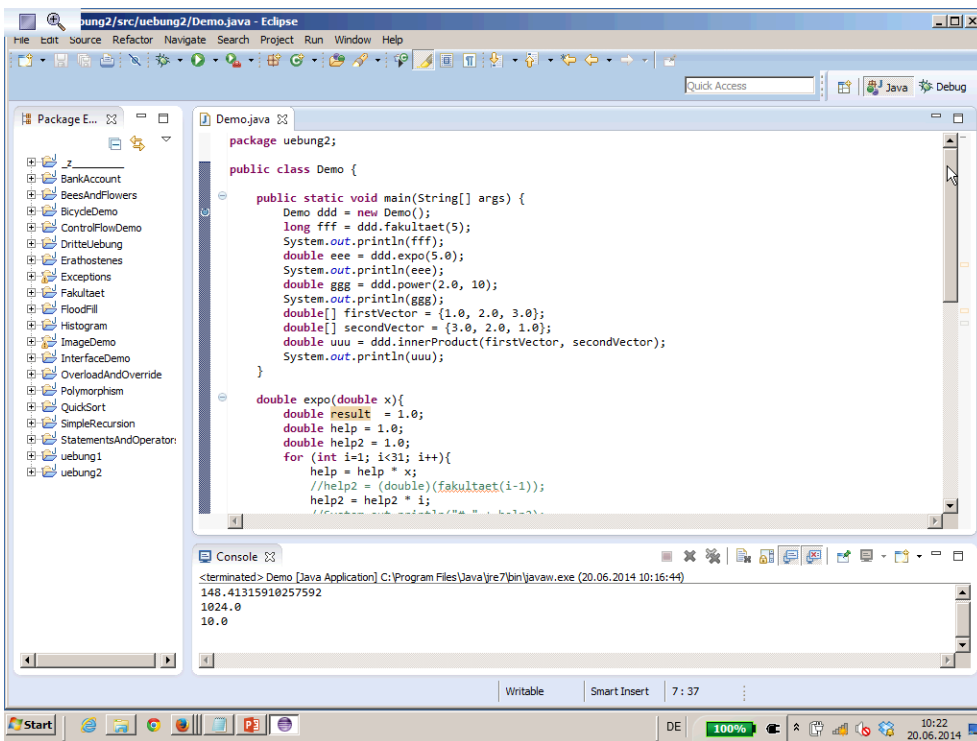 bung2/src/uebung2/Demo.java - Eclipse
File Edit Source Refactor Navigate Search Project Run Window Help
Quick Access
Java
Debug
Package E...
_z________
BankAccount
BeesAndFlowers
BicycleDemo
ControlFlowDemo
DritteUebung
Erathostenes
Exceptions
Fakultaet
FloodFill
Histogram
ImageDemo
InterfaceDemo
OverloadAndOverride
Polymorphism
QuickSort
SimpleRecursion
StatementsAndOperator
uebung1
uebung2
Demo.java
package uebung2;
public class Demo {
public static void main(String[] args) {
Demo ddd = new Demo();
long fff = ddd.fakultaet(5);
System.out.println(fff);
double eee = ddd.expo(5.0);
System.out.println(eee);
double ggg = ddd.power(2.0, 10);
System.out.println(ggg);
double[] firstVector = {1.0, 2.0, 3.0};
double[] secondVector = {3.0, 2.0, 1.0};
double uuu = ddd.innerProduct(firstVector, secondVector);
System.out.println(uuu);
}
double expo(double x){
double result  = 1.0;
double help = 1.0;
double help2 = 1.0;
for (int i=1; i<31; i++){
help = help * x;
//help2 = (double)(fakultaet(i-1));
help2 = help2 * i;
//System.out.println("# " + help2);
Console
<terminated> Demo [Java Application] C:\Program Files\Java\jre7\bin\javaw.exe (20.06.2014 10:16:44)
148.41315910257592
1024.0
10.0
Writable
Smart Insert
7 : 37
Start
DE
100%
10:22
20.06.2014